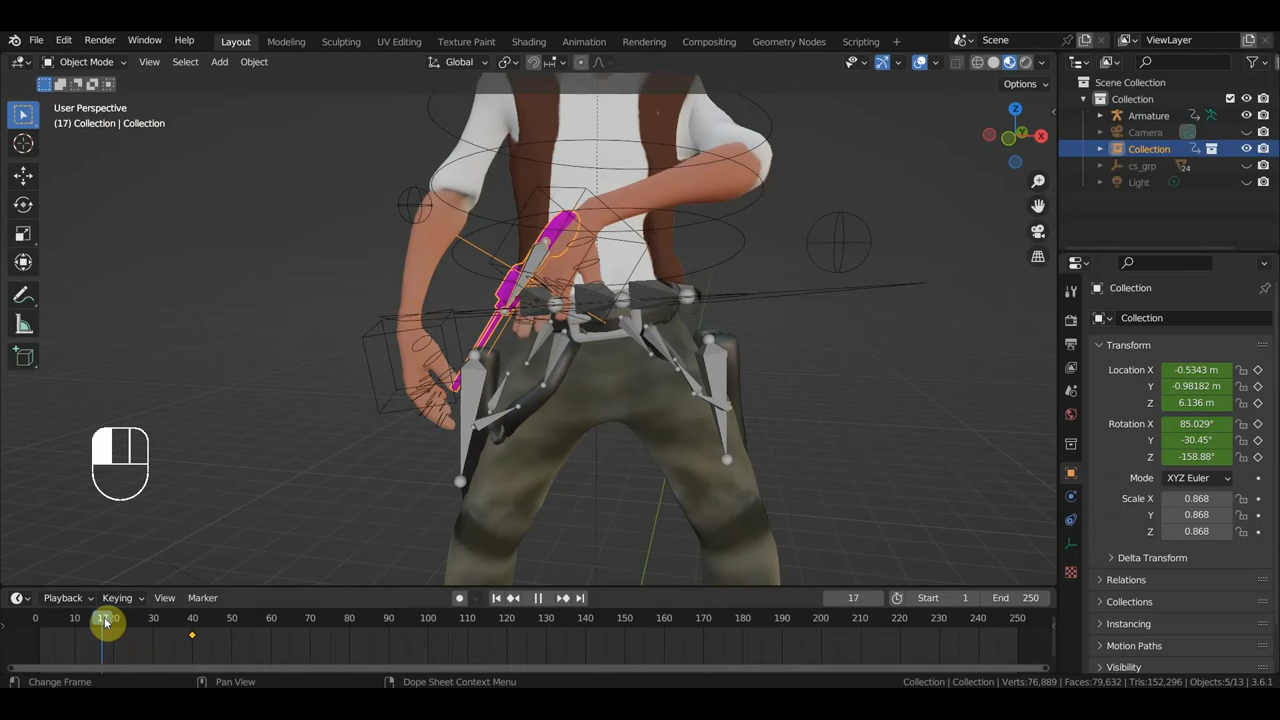 File Edit Render Window Help Layout Modeling Sculpting UV Editing Texture Paint Shading Animation Rendering Compositing Geometry Nodes Scripting + Scene ViewLayer
Object Mode View Select Add Object Global
Options
User Perspective
(17) Collection | Collection
Z
Y
X
Scene Collection
Collection
Armature
Camera
Collection
cs_grp
24
Light
Collection
Collection
Transform
Location X -0.5343 m
Y -0.98182 m
Z 6.136 m
Rotation X 85.029°
Y -30.45°
Z -158.88°
Mode XYZ Euler
Scale X 0.868
Y 0.868
Z 0.868
Delta Transform
Relations
Collections
Instancing
Motion Paths
Visibility
Playback Keying View Marker 17 Start 1 End 250
0 10 17 20 30 40 50 60 70 80 90 100 110 120 130 140 150 160 170 180 190 200 210 220 230 240 250
Change Frame Pan View Dope Sheet Context Menu Collection | Collection | Verts:76,889 | Faces:79,632 | Tris:152,296 | Objects:5/13 | 3.6.1